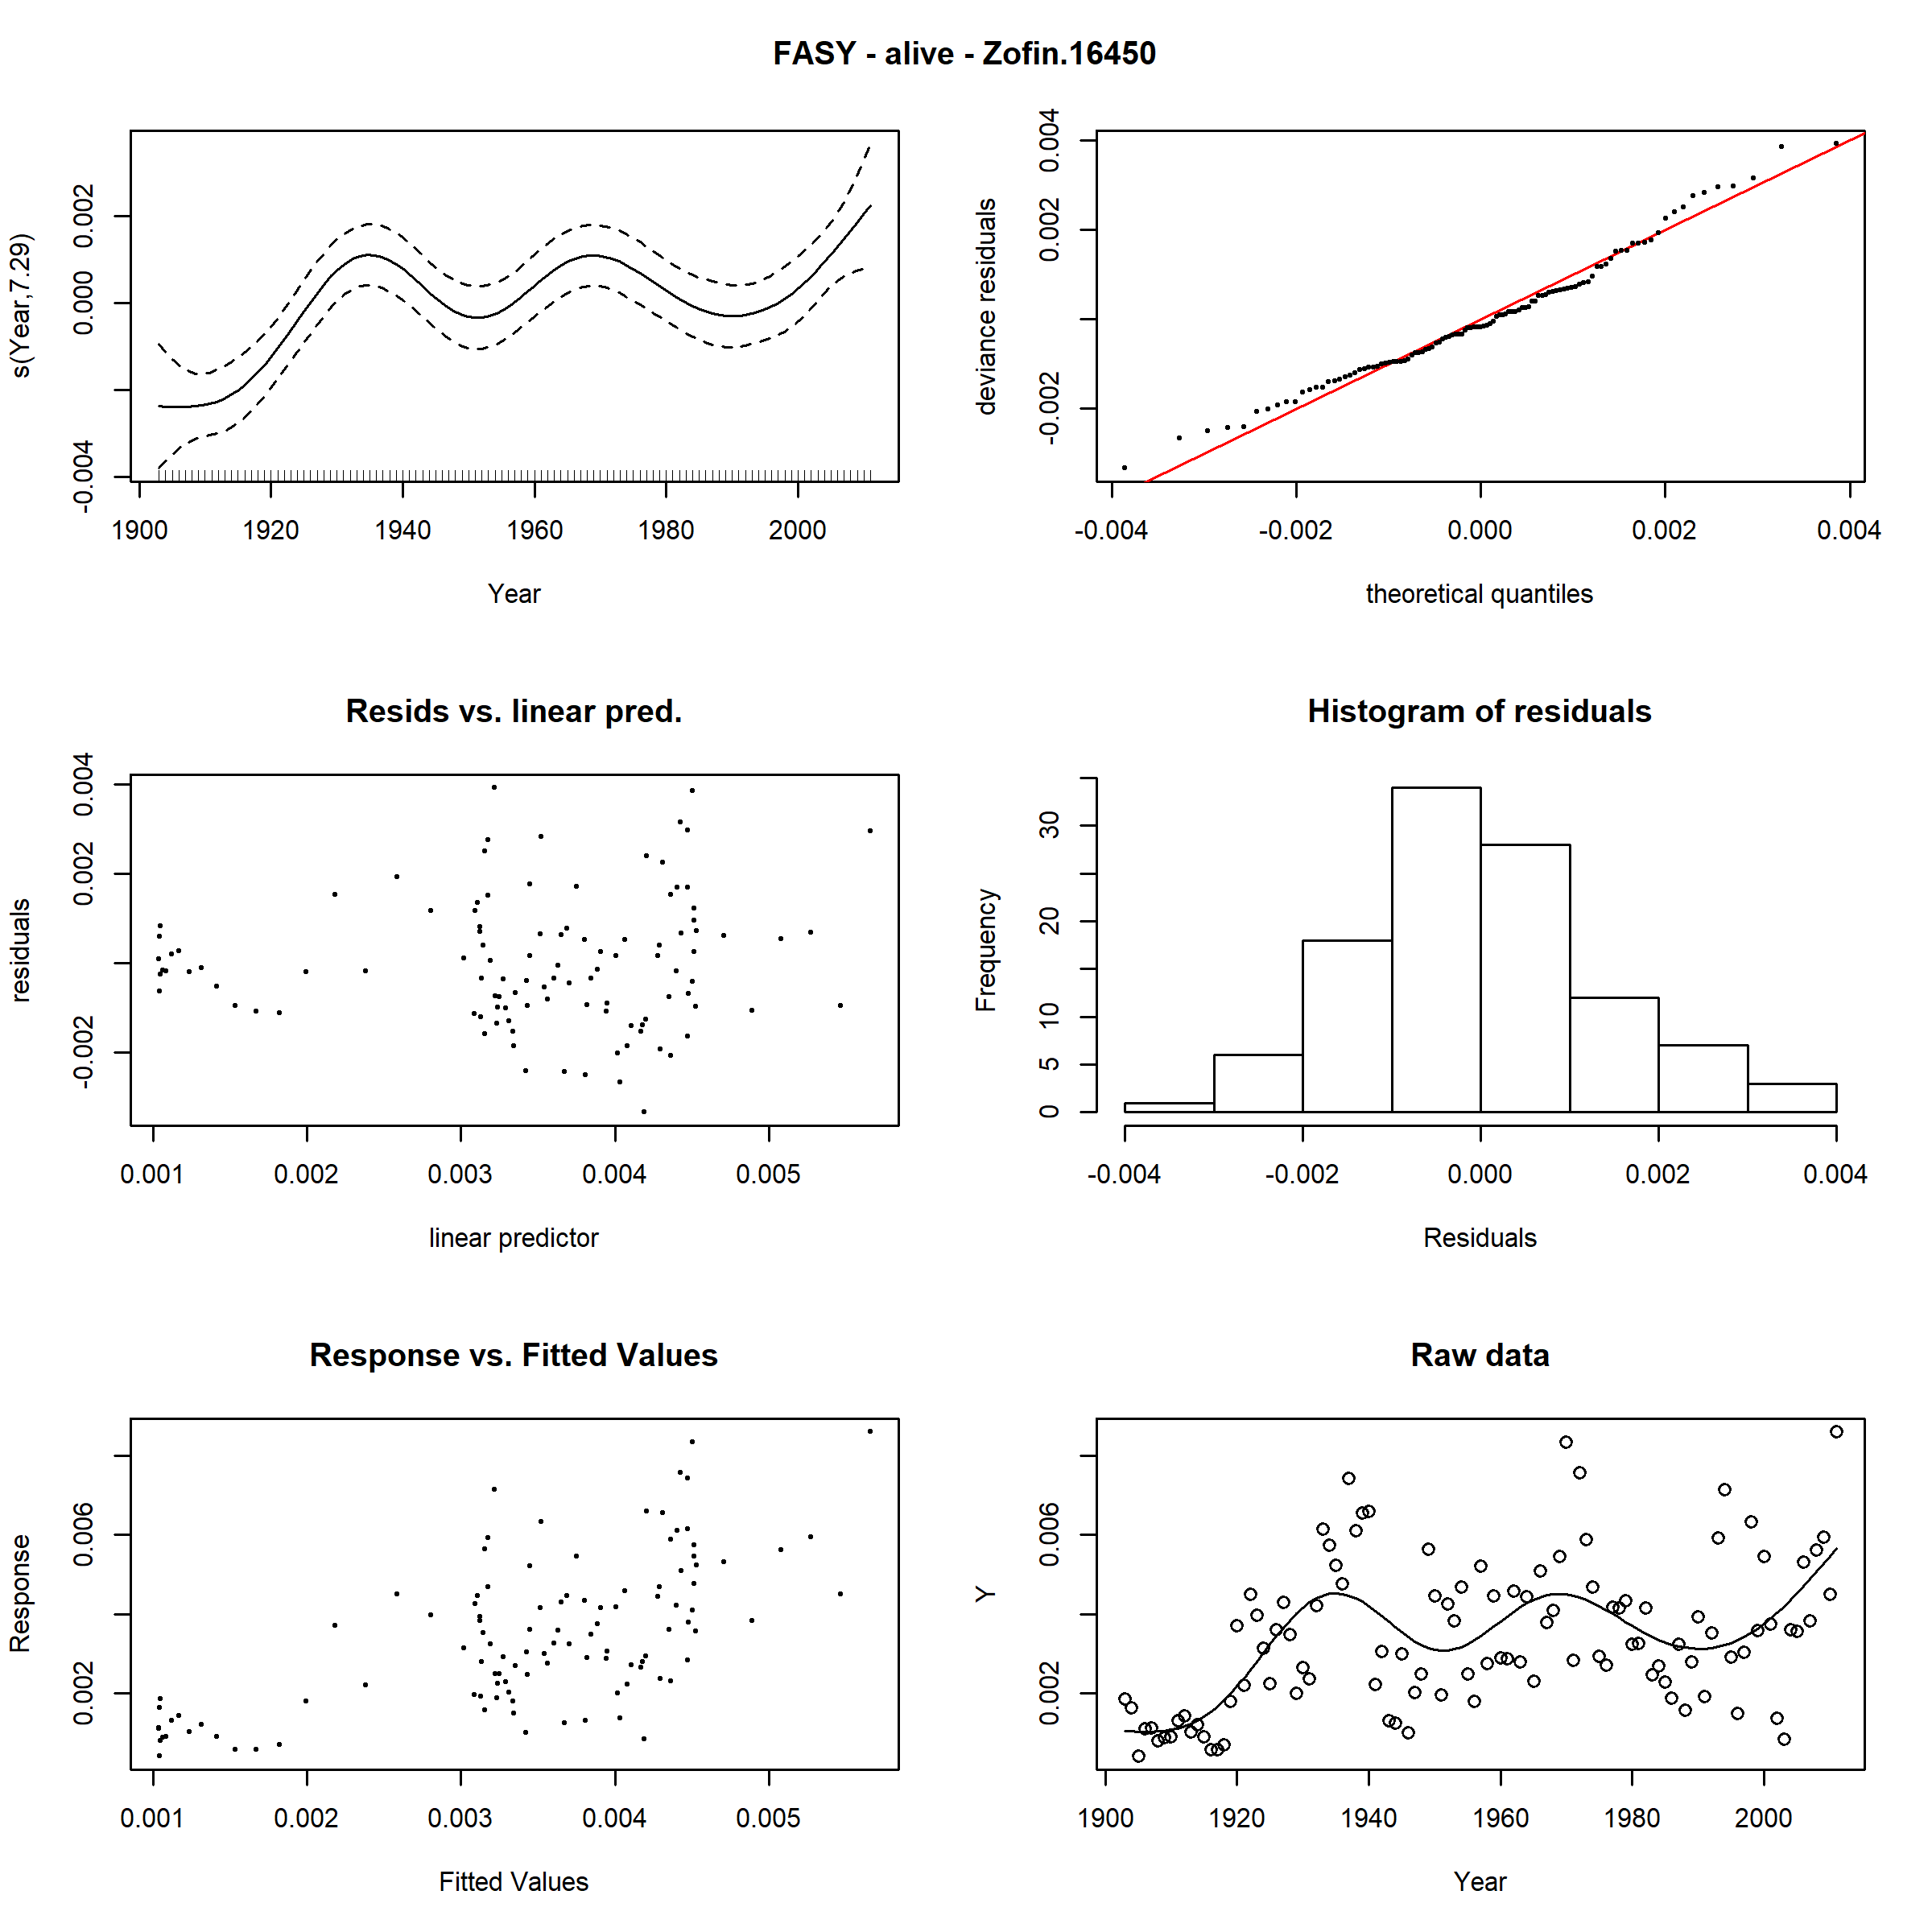 FASY - alive - Zofin.16450
s(Year,7.29)
-0.004 0.000 0.002
1900 1920 1940 1960 1980 2000
Year
deviance residuals
-0.002 0.002 0.004
-0.004 -0.002 0.000 0.002 0.004
theoretical quantiles
Resids vs. linear pred.
residuals
-0.002 0.002 0.004
0.001 0.002 0.003 0.004 0.005
linear predictor
Histogram of residuals
Frequency
0 5 10 20 30
-0.004 -0.002 0.000 0.002 0.004
Residuals
Response vs. Fitted Values
Response
0.002 0.006
0.001 0.002 0.003 0.004 0.005
Fitted Values
Raw data
Y
0.002 0.006
1900 1920 1940 1960 1980 2000
Year